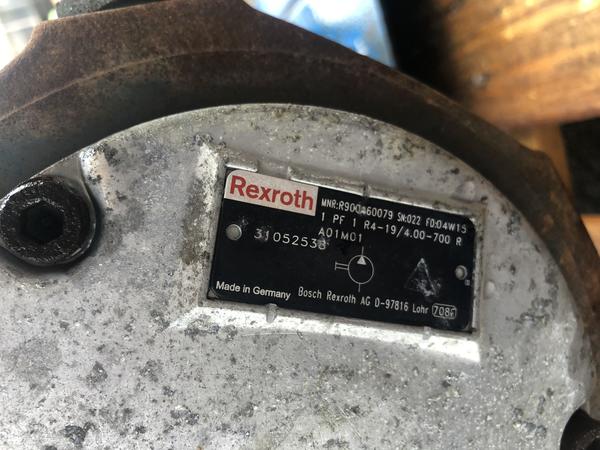 Rexroth
MNR:R900460079 SN:022 FD:04W15
1 PF 1 R4-19/4.00-700 R
A01M01
31052538
Made in Germany
Bosch Rexroth AG D-97816 Lohr